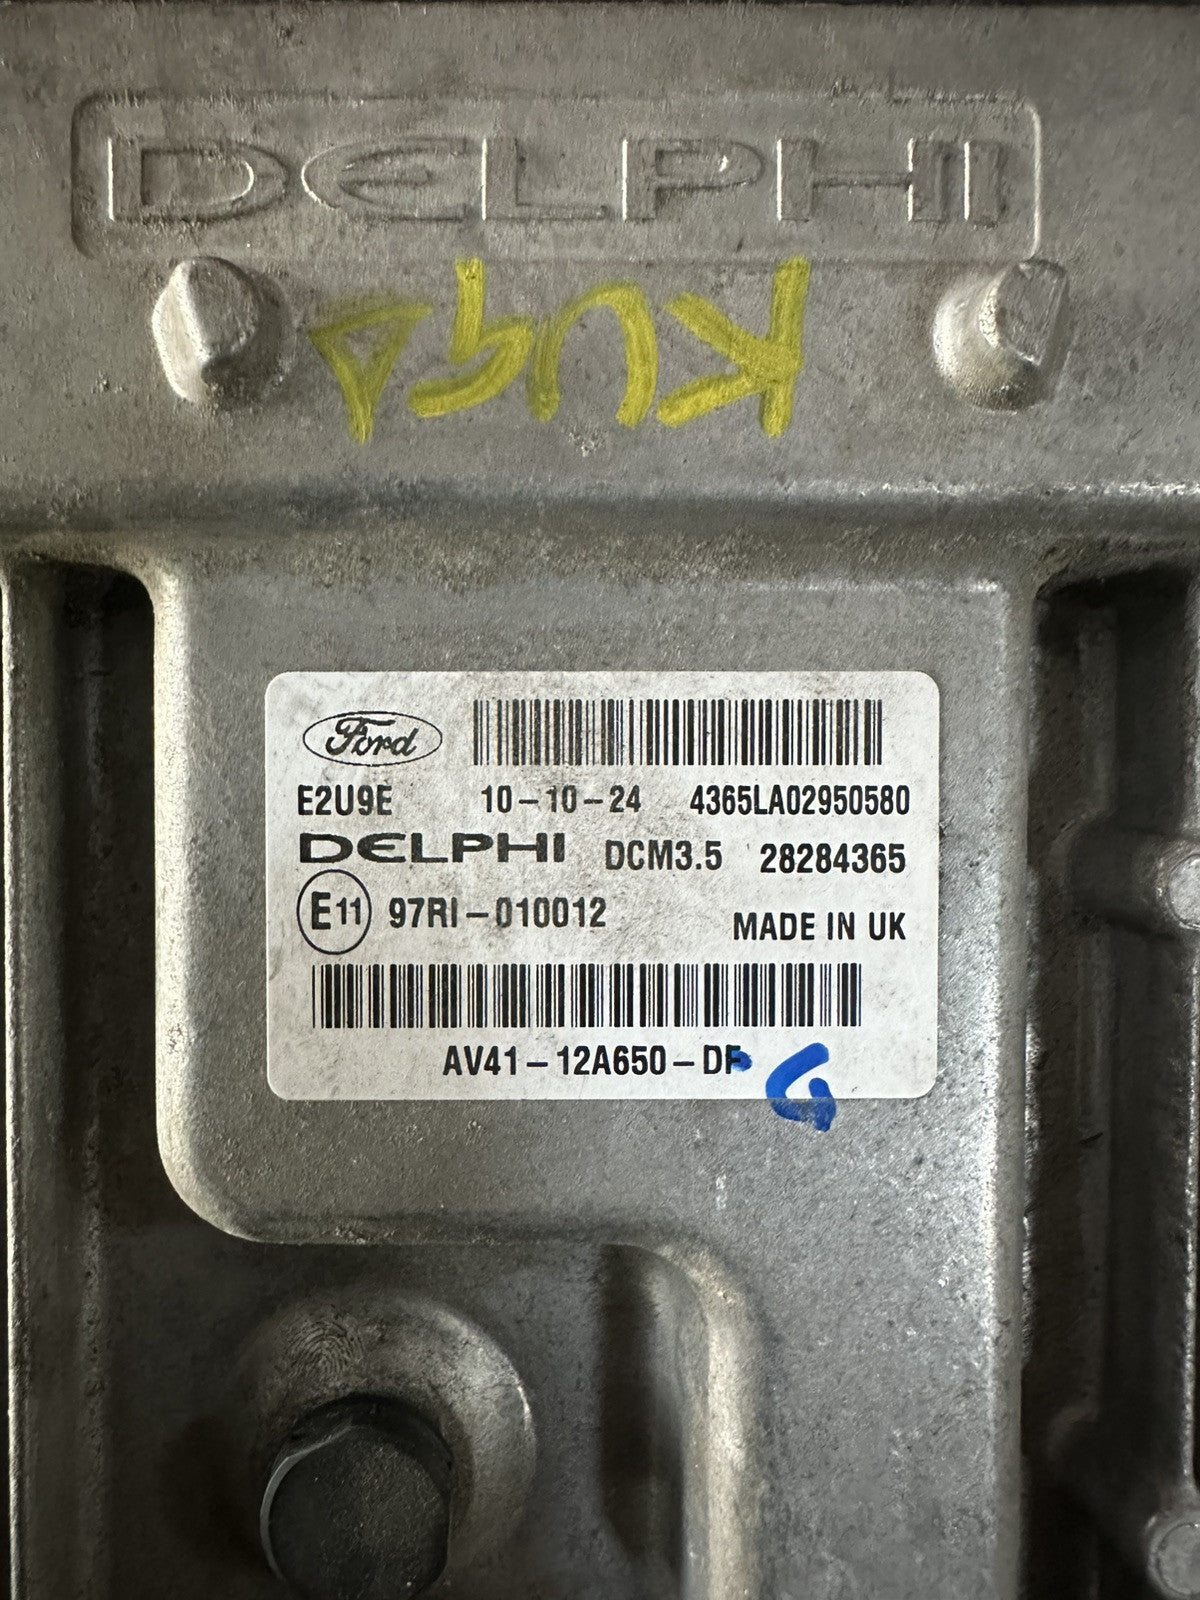 DELPHI
KUGA
Ford
E2U9E 10-10-24 4365LA02950580
DELPHI DCM3.5 28284365
E11 97RI-010012 MADE IN UK
AV41-12A650-DF